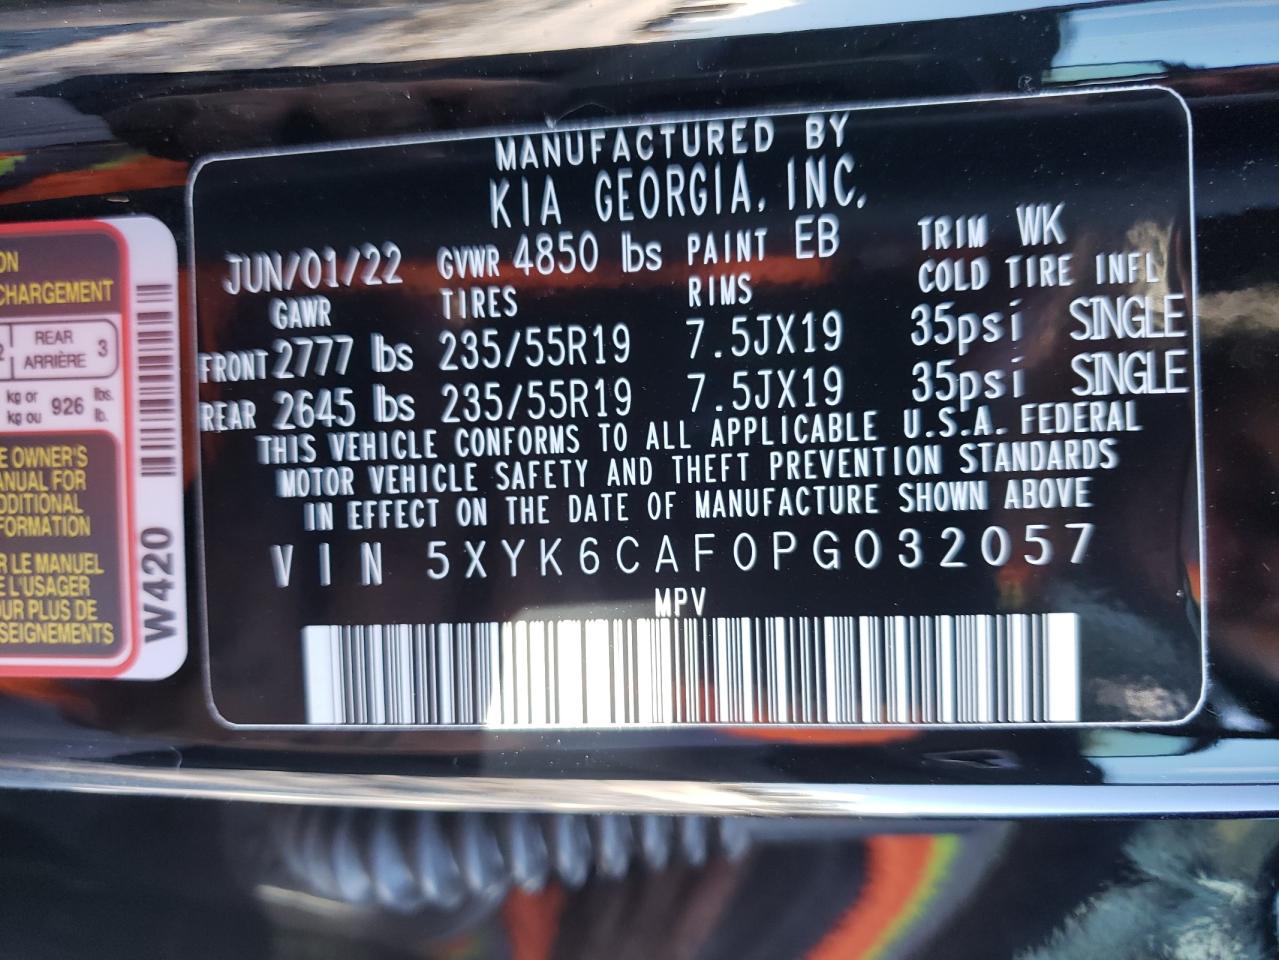 MANUFACTURED BY
KIA GEORGIA, INC.
JUN/01/22 GVWR 4850 lbs PAINT EB TRIM WK
GAWR TIRES RIMS COLD TIRE INFL
FRONT 2777 lbs 235/55R19 7.5JX19 35psi SINGLE
REAR 2645 lbs 235/55R19 7.5JX19 35psi SINGLE
THIS VEHICLE CONFORMS TO ALL APPLICABLE U.S.A. FEDERAL
MOTOR VEHICLE SAFETY AND THEFT PREVENTION STANDARDS
IN EFFECT ON THE DATE OF MANUFACTURE SHOWN ABOVE
VIN 5XYK6CAF0PG032057
MPV
ON
CHARGEMENT
2 REAR
ARRIÈRE 3
kg or
kg ou 926 lbs.
lb.
E OWNER'S
ANUAL FOR
DDITIONAL
FORMATION
R LE MANUEL
E L'USAGER
UR PLUS DE
SEIGNEMENTS
W420